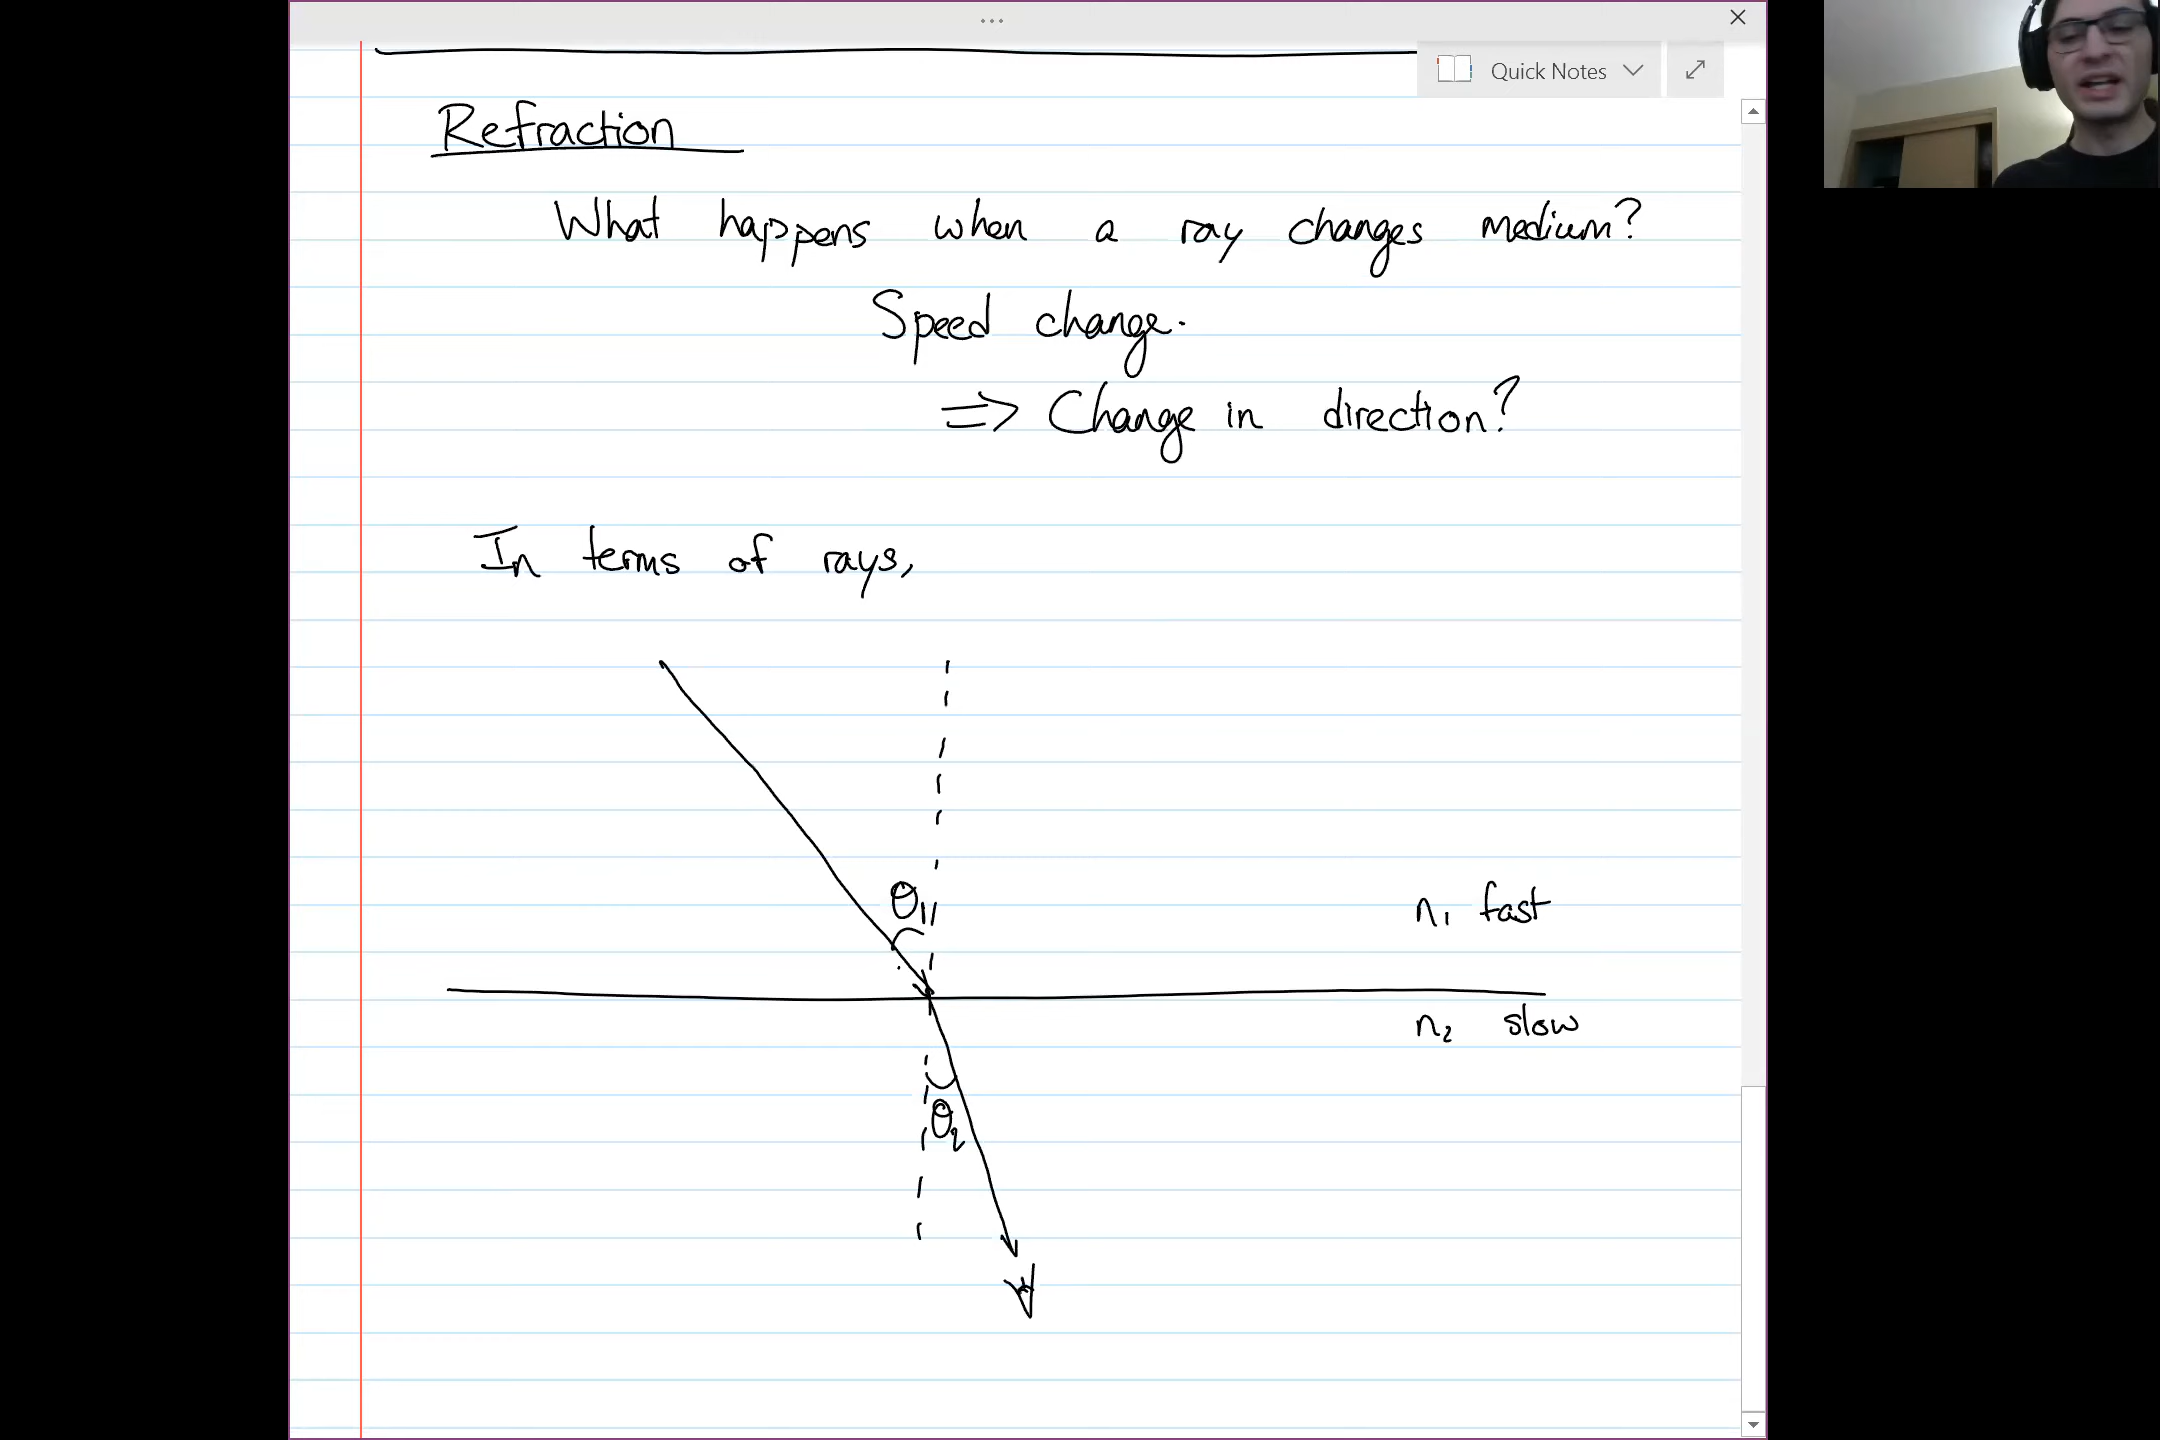 Quick Notes
Refraction
What happens when a ray changes medium?
Speed change.
=> Change in direction?
In terms of rays,
θ₁
n₁ fast
n₂ slow
θ₂